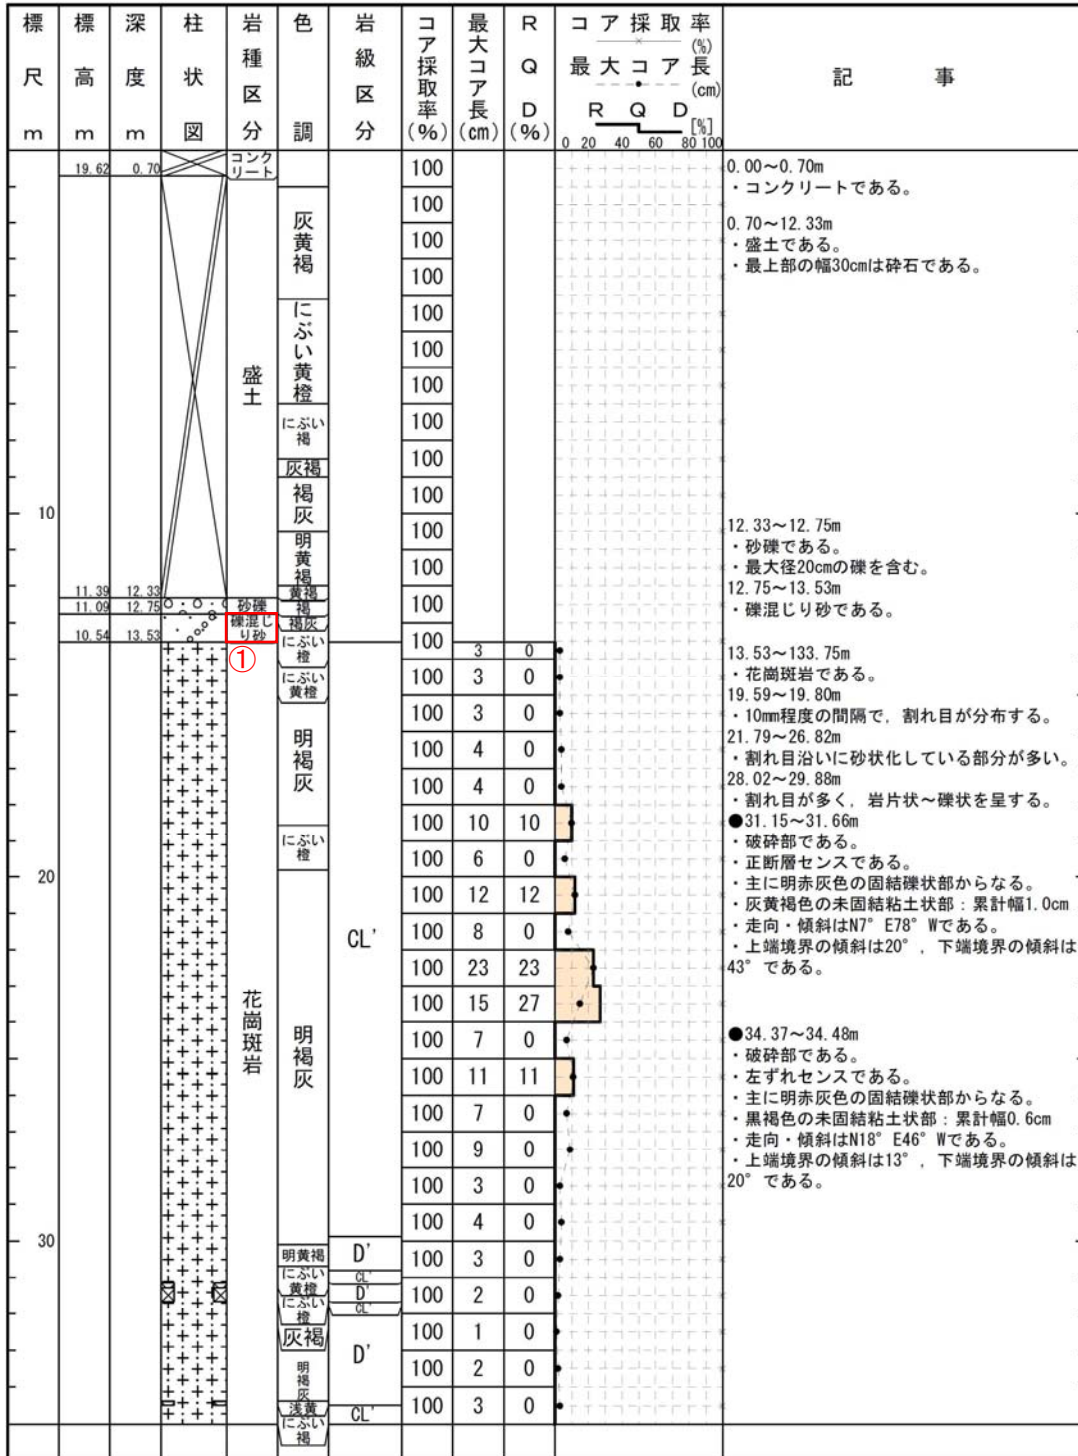 標尺 m
標高 m
深度 m
柱状図
岩種区分
色調
岩級区分
コア採取率(%)
最大コア長(cm)
RQD(%)
コア採取率
(%)
最大コア長
(cm)
R Q D
[%]
0 20 40 60 80 100
記事
19.62 0.70
11.39 12.33
11.09 12.75
10.54 13.53
10
20
30
コンク
リート
盛土
砂礫
礫混じ
り砂
①
花崗斑岩
灰黄褐
にぶい黄橙
にぶい
褐
灰褐
褐灰
明黄褐
黄褐
褐
褐灰
にぶい
橙
にぶい
黄橙
明褐灰
にぶい
橙
明褐灰
明黄褐
にぶい
黄橙
にぶい
橙
灰褐
明褐灰
浅黄
にぶい
褐
CL'
D'
CL'
D'
CL'
D'
CL'
100
100
100
100
100
100
100
100
100
100
100
100
100
100 3 0
100 3 0
100 3 0
100 4 0
100 4 0
100 10 10
100 6 0
100 12 12
100 8 0
100 23 23
100 15 27
100 7 0
100 11 11
100 7 0
100 9 0
100 3 0
100 4 0
100 3 0
100 2 0
100 1 0
100 2 0
100 3 0
0.00～0.70m
・コンクリートである。
0.70～12.33m
・盛土である。
・最上部の幅30cmは砕石である。
12.33～12.75m
・砂礫である。
・最大径20cmの礫を含む。
12.75～13.53m
・礫混じり砂である。
13.53～133.75m
・花崗斑岩である。
19.59～19.80m
・10mm程度の間隔で，割れ目が分布する。
21.79～26.82m
・割れ目沿いに砂状化している部分が多い。
28.02～29.88m
・割れ目が多く，岩片状～礫状を呈する。
●31.15～31.66m
・破砕部である。
・正断層センスである。
・主に明赤灰色の固結礫状部からなる。
・灰黄褐色の未固結粘土状部：累計幅1.0cm
・走向・傾斜はN7°E78°Wである。
・上端境界の傾斜は20°，下端境界の傾斜は
43°である。
●34.37～34.48m
・破砕部である。
・左ずれセンスである。
・主に明赤灰色の固結礫状部からなる。
・黒褐色の未固結粘土状部：累計幅0.6cm
・走向・傾斜はN18°E46°Wである。
・上端境界の傾斜は13°，下端境界の傾斜は
20°である。